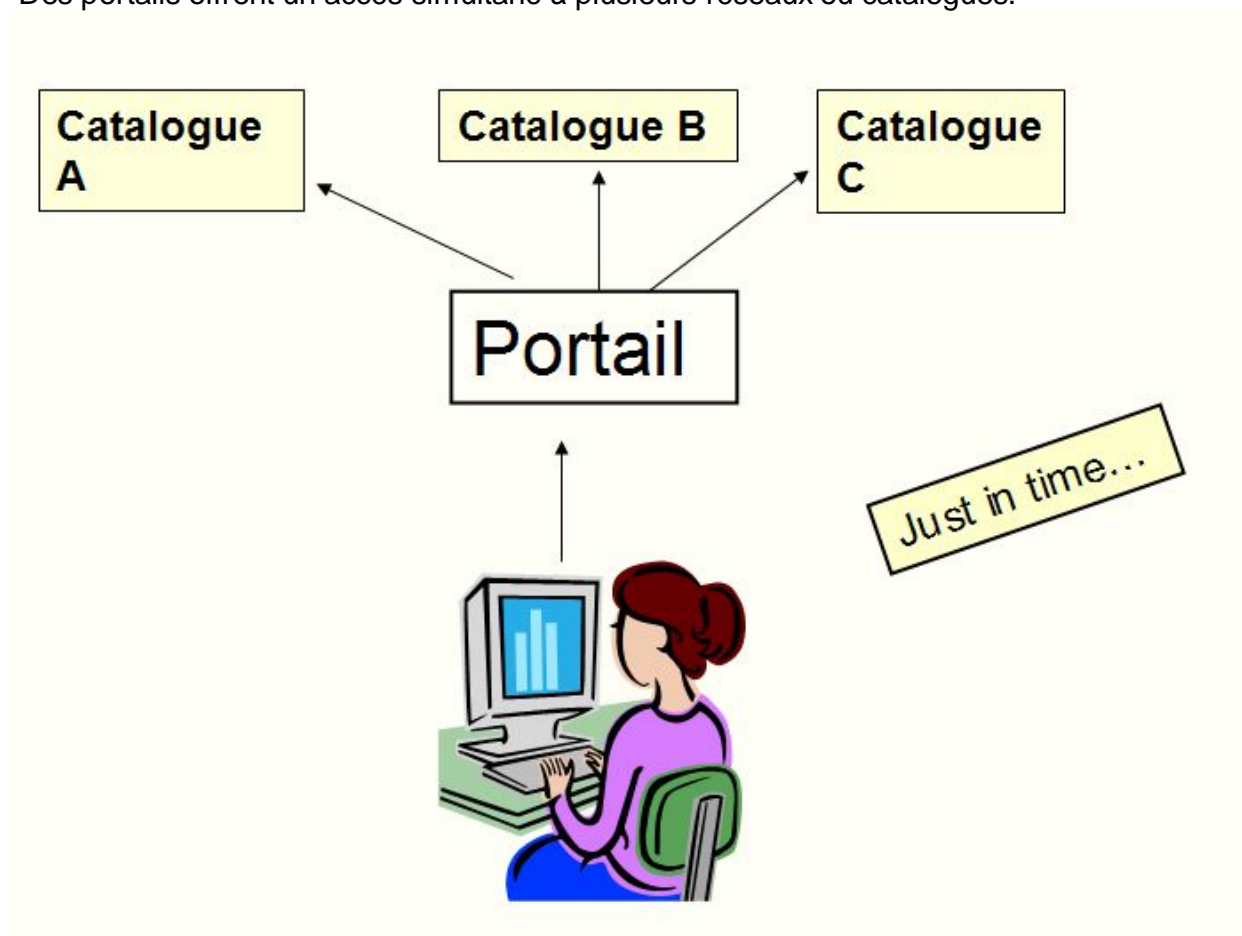 Des portails offrent un accès simultané à plusieurs réseaux ou catalogues.
Catalogue
A
Catalogue B
Catalogue
C
Portail
Just in time...